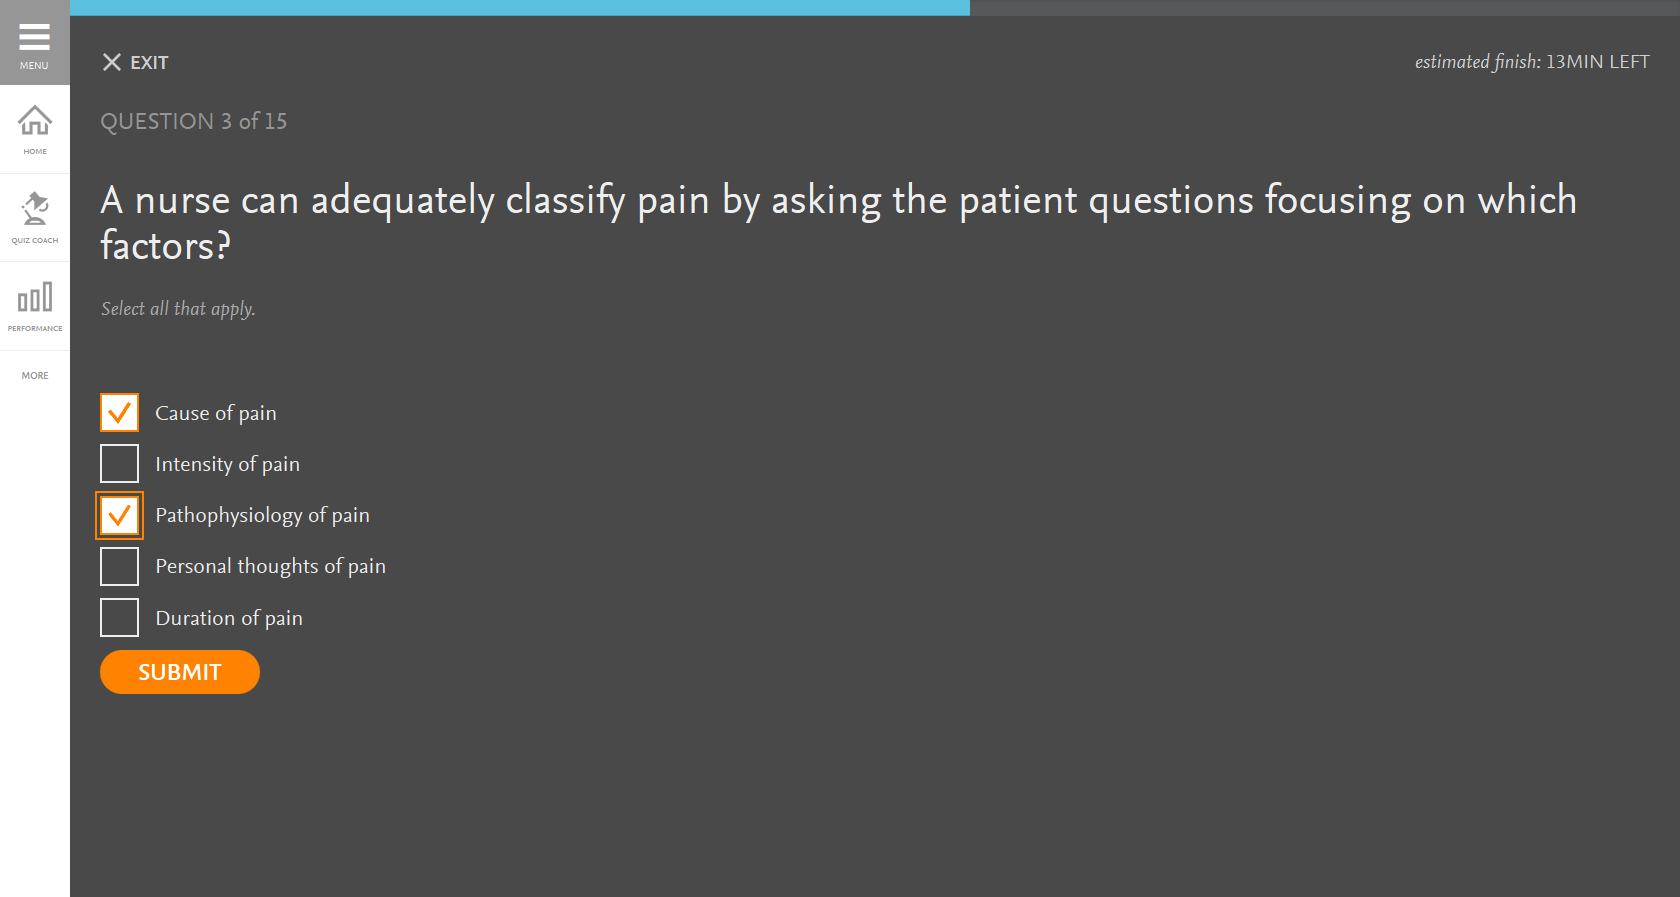 MENU
HOME
QUIZ COACH
PERFORMANCE
MORE
EXIT
estimated finish: 13MIN LEFT
QUESTION 3 of 15
A nurse can adequately classify pain by asking the patient questions focusing on which
factors?
Select all that apply.
Cause of pain
Intensity of pain
Pathophysiology of pain
Personal thoughts of pain
Duration of pain
SUBMIT